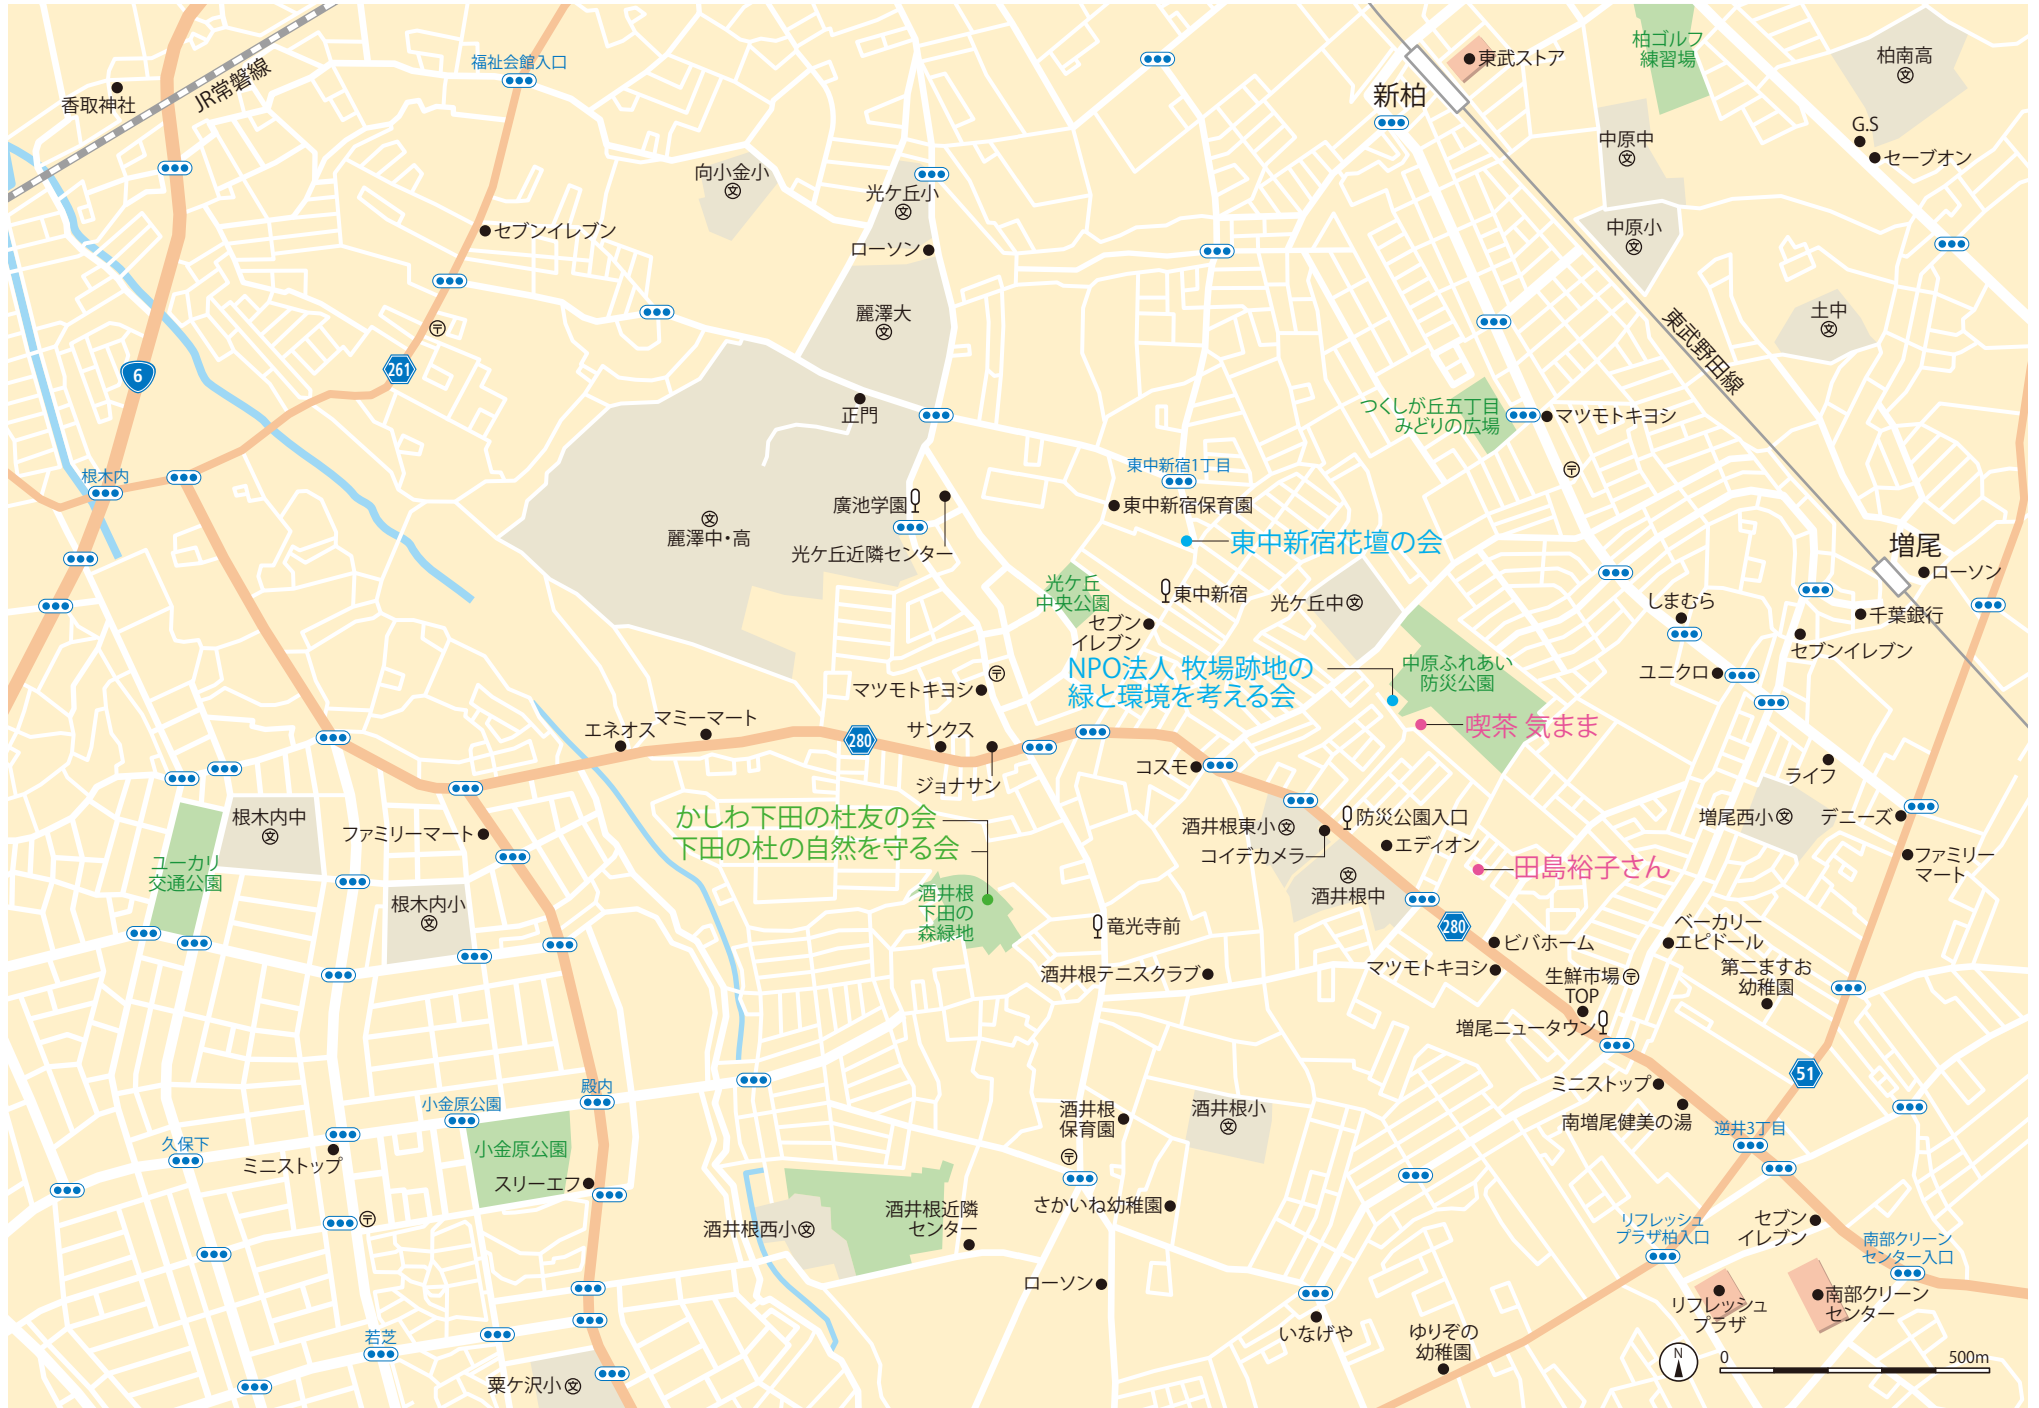 香取神社
JR常磐線
福祉会館入口
新柏
東武ストア
柏ゴルフ
練習場
柏南高
G.S
セーブオン
中原中
中原小
向小金小
光ケ丘小
ローソン
セブンイレブン
麗澤大
土中
東武野田線
6
261
正門
つくしが丘五丁目
みどりの広場
マツモトキヨシ
根木内
東中新宿1丁目
廣池学園
東中新宿保育園
麗澤中・高
光ケ丘近隣センター
東中新宿花壇の会
増尾
ローソン
光ケ丘
中央公園
東中新宿
光ケ丘中
しまむら
千葉銀行
セブン
イレブン
セブンイレブン
NPO法人 牧場跡地の
緑と環境を考える会
中原ふれあい
防災公園
ユニクロ
マツモトキヨシ
喫茶 気まま
エネオス
マミーマート
280
サンクス
ジョナサン
コスモ
ライフ
かしわ下田の杜友の会
下田の杜の自然を守る会
根木内中
ファミリーマート
酒井根東小
防災公園入口
コイデカメラ
エディオン
増尾西小
デニーズ
ユーカリ
交通公園
田島裕子さん
ファミリー
マート
根木内小
酒井根
下田の
森緑地
酒井根中
竜光寺前
280
ビバホーム
ベーカリー
エピドール
酒井根テニスクラブ
マツモトキヨシ
生鮮市場
TOP
第二ますお
幼稚園
増尾ニュータウン
51
ミニストップ
南増尾健美の湯
殿内
小金原公園
久保下
ミニストップ
小金原公園
スリーエフ
酒井根
保育園
酒井根小
逆井3丁目
さかいね幼稚園
酒井根西小
酒井根近隣
センター
リフレッシュ
プラザ柏入口
セブン
イレブン
南部クリーン
センター入口
ローソン
リフレッシュ
プラザ
南部クリーン
センター
いなげや
ゆりぞの
幼稚園
若芝
粟ケ沢小
N
0
500m